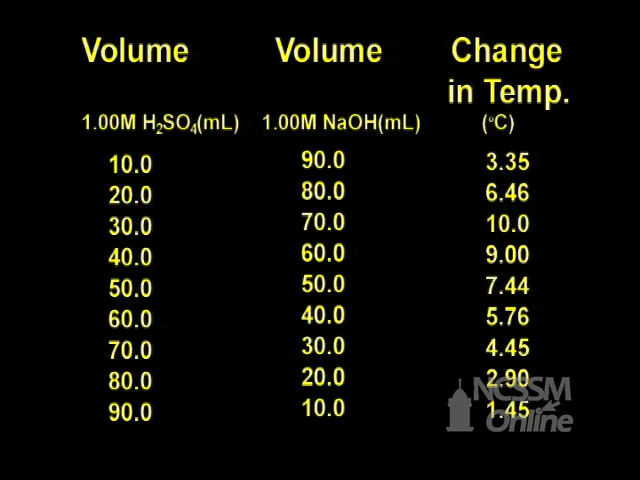 Volume Volume Change
in Temp.
1.00M H₂SO₄(mL) 1.00M NaOH(mL) (°C)
10.0 90.0 3.35
20.0 80.0 6.46
30.0 70.0 10.0
40.0 60.0 9.00
50.0 50.0 7.44
60.0 40.0 5.76
70.0 30.0 4.45
80.0 20.0 2.90
90.0 10.0 1.45
NCSSM
Online